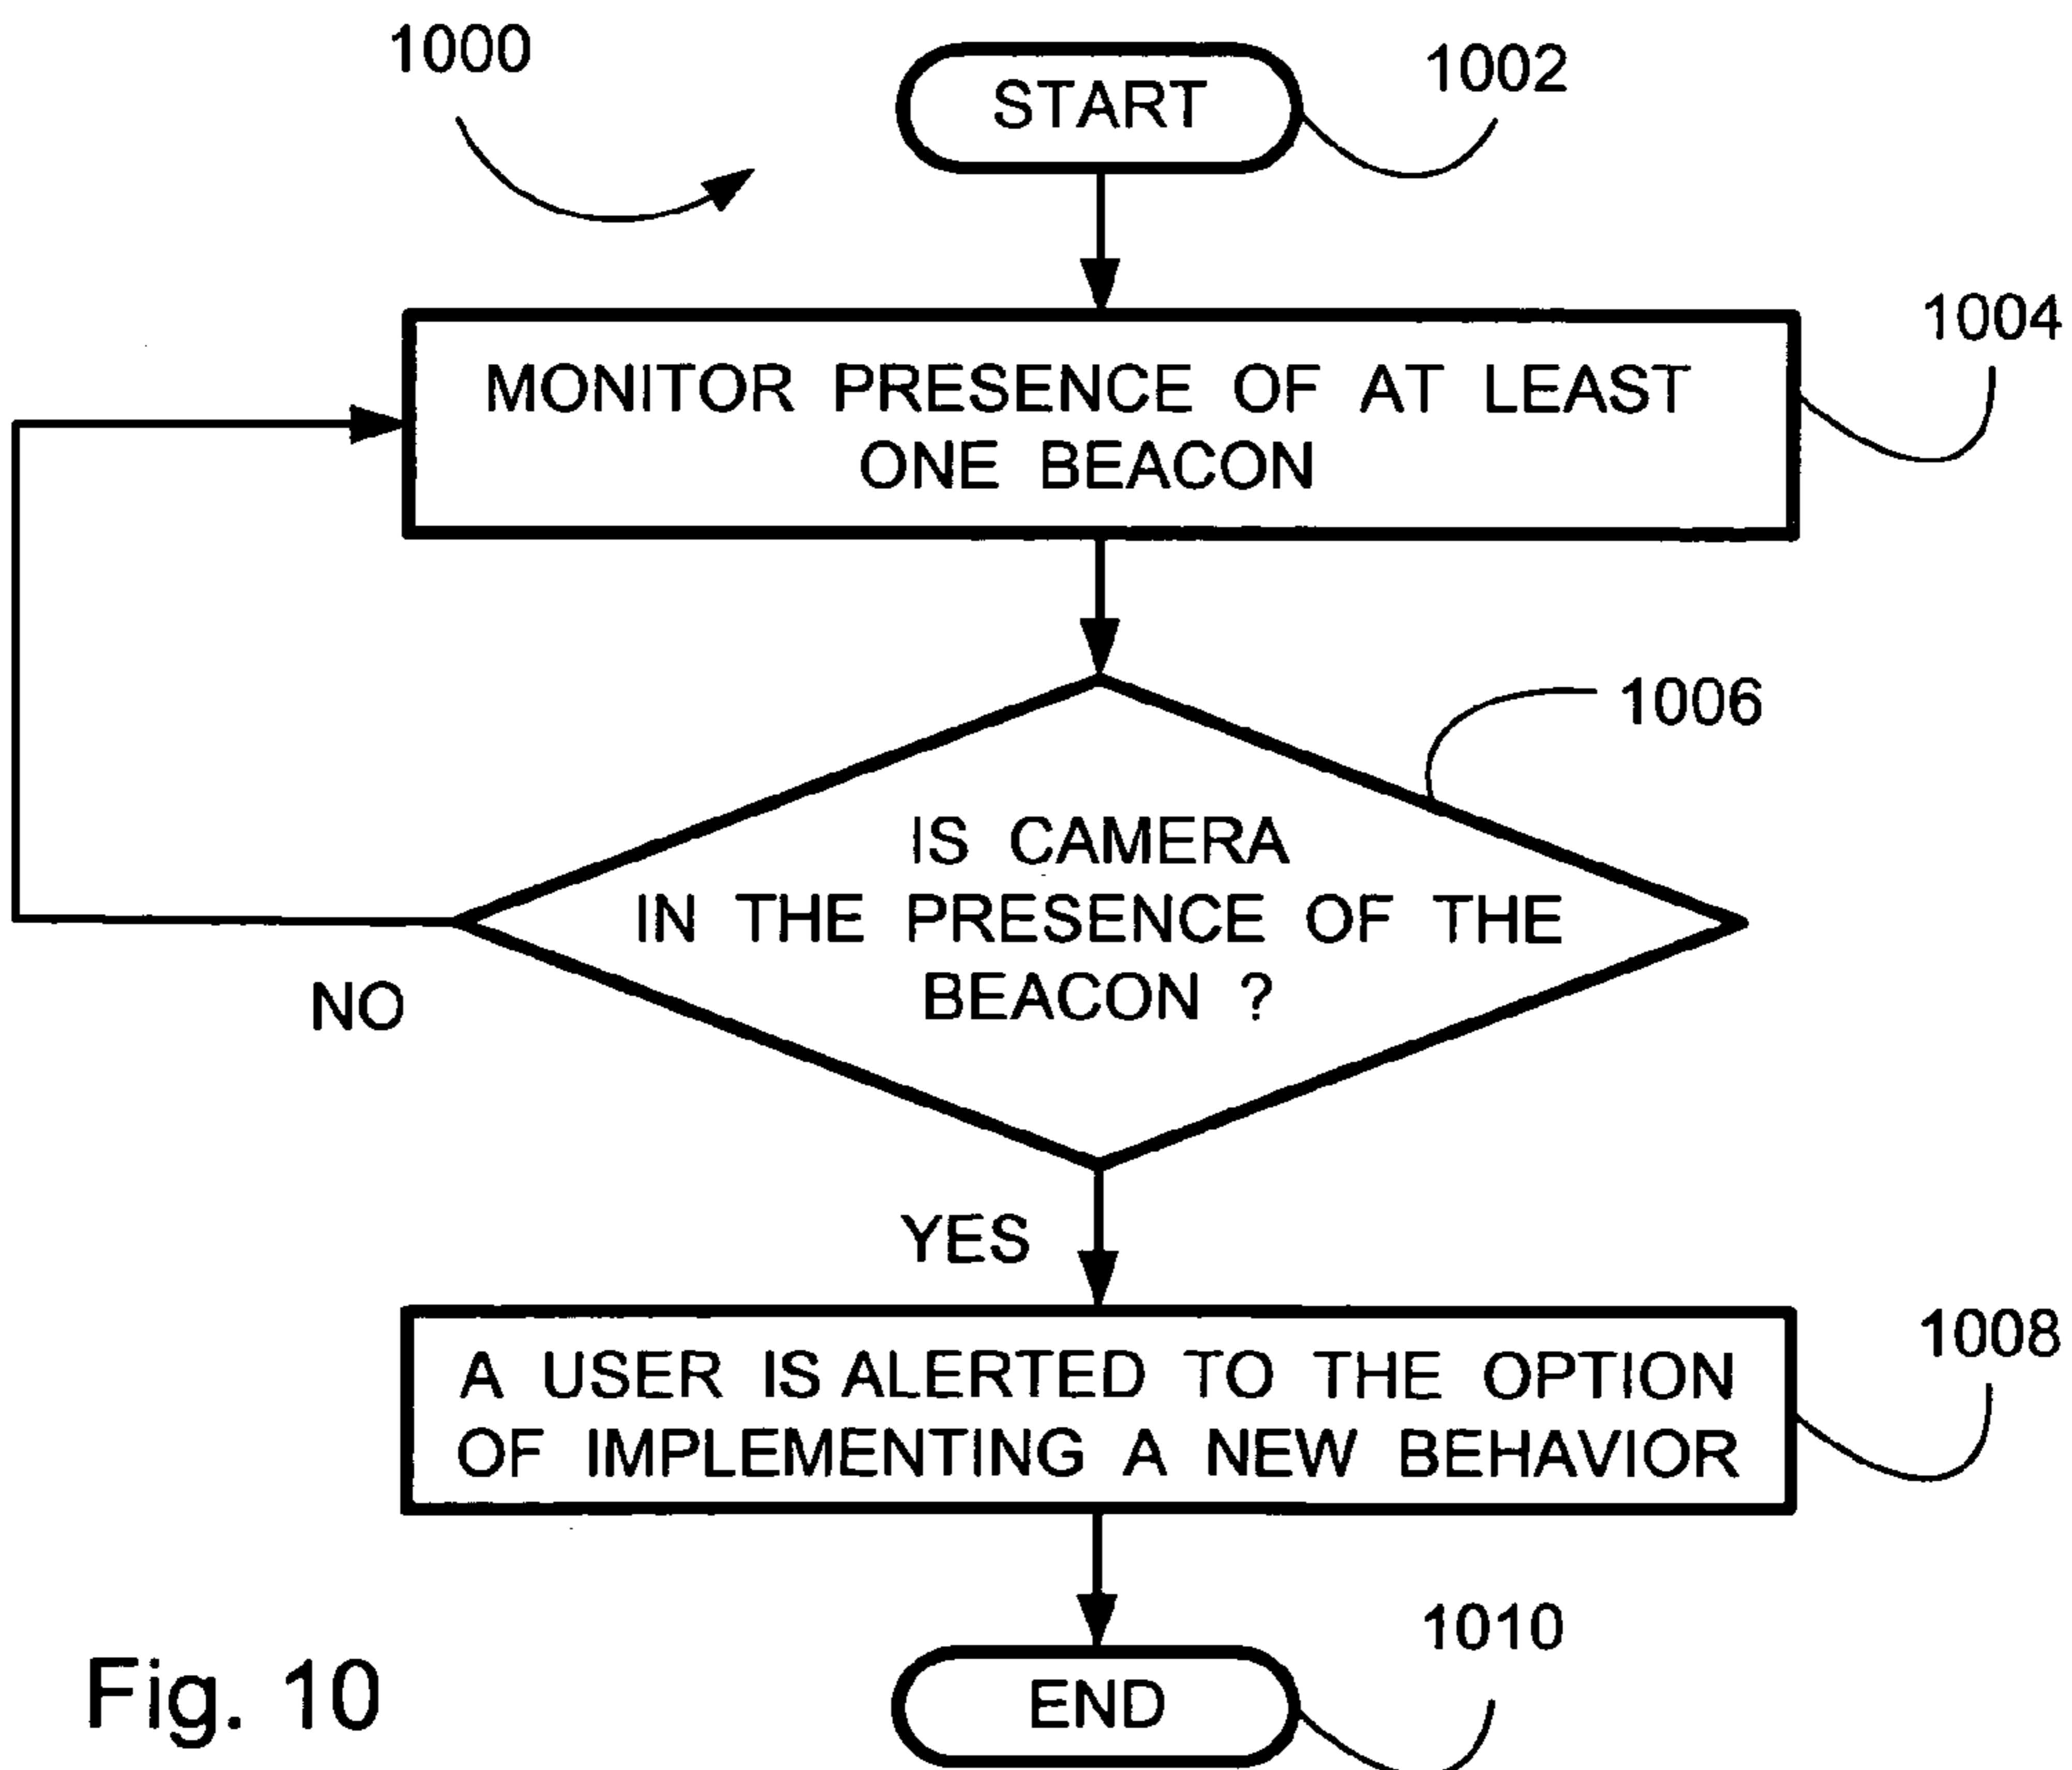 1000
START
1002
1004
MONITOR PRESENCE OF AT LEAST
ONE BEACON
1006
IS CAMERA
IN THE PRESENCE OF THE
BEACON ?
NO
YES
1008
A USER IS ALERTED TO THE OPTION
OF IMPLEMENTING A NEW BEHAVIOR
1010
END
Fig. 10